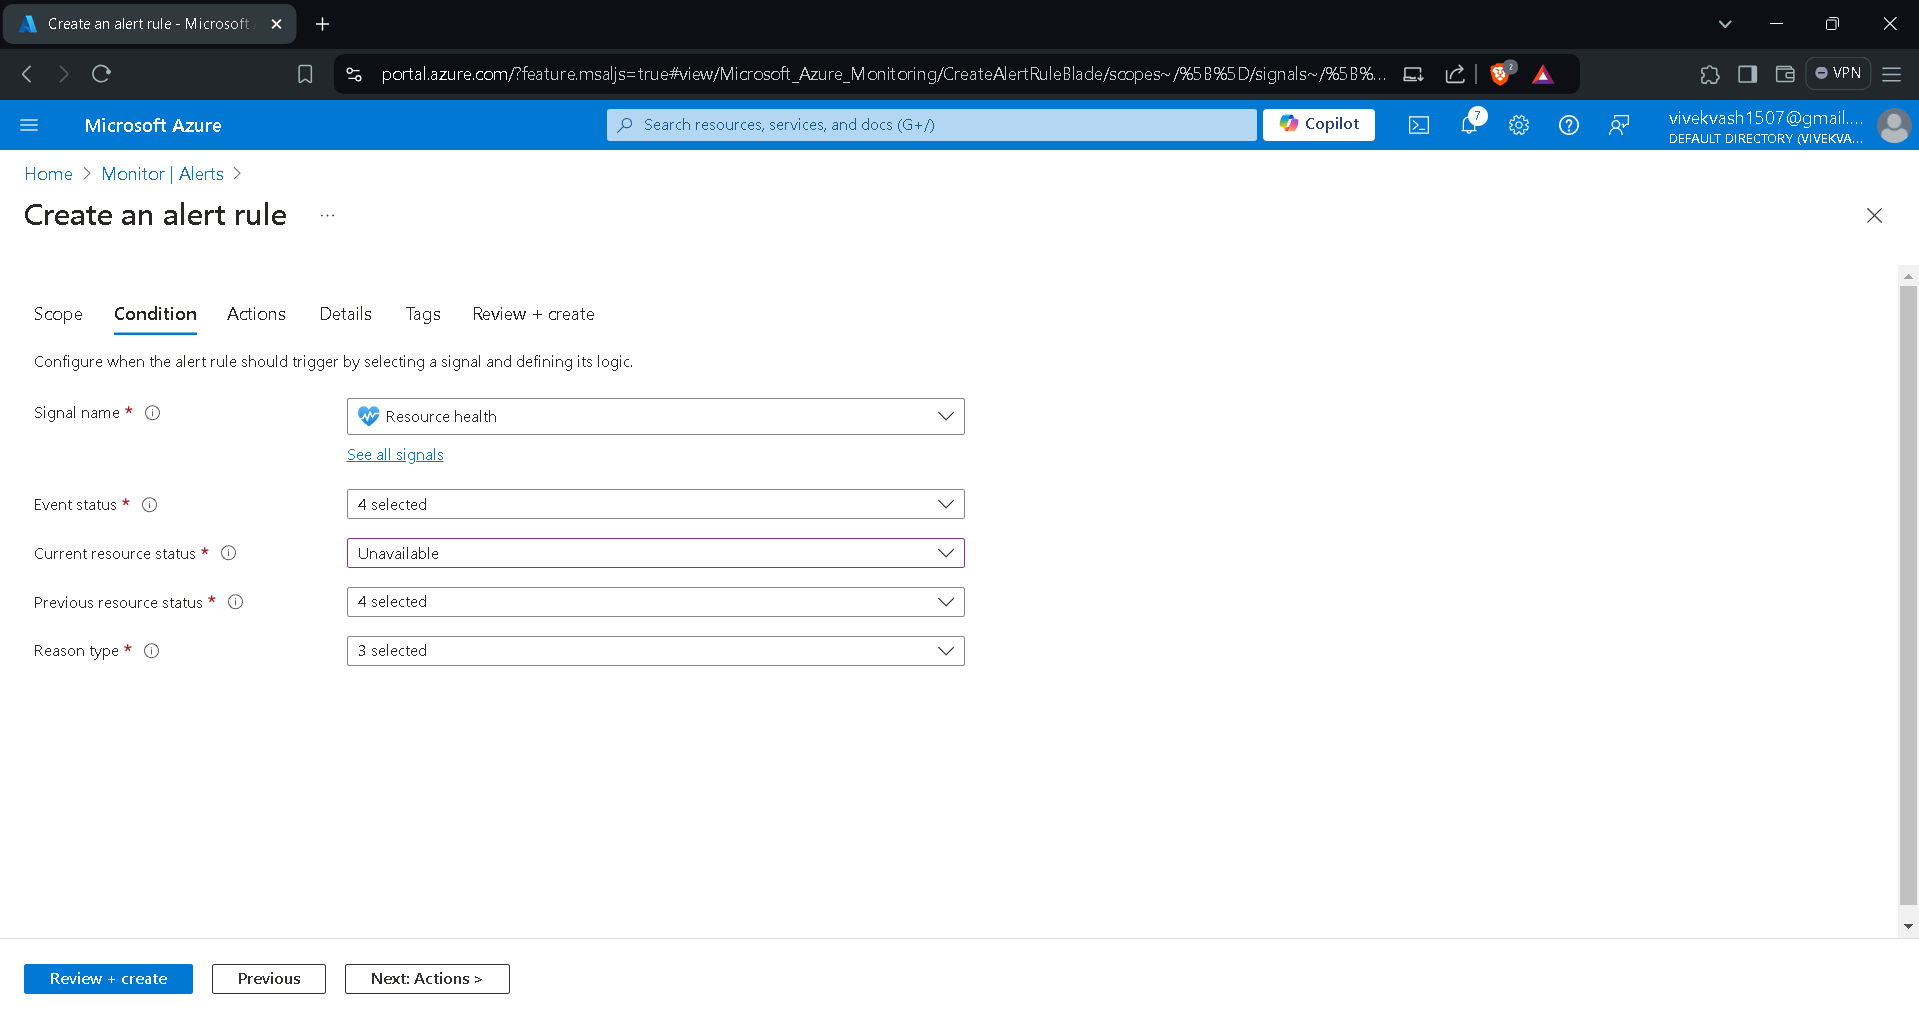 Create an alert rule - Microsoft
portal.azure.com/?feature.msaljs=true#view/Microsoft_Azure_Monitoring/CreateAlertRuleBlade/scopes~/%5B%5D/signals~/%5B%...
2
VPN
Microsoft Azure
Search resources, services, and docs (G+/)
Copilot
7
vivekvash1507@gmail....
DEFAULT DIRECTORY (VIVEKVA...
Home > Monitor | Alerts >
Create an alert rule ...
Scope Condition Actions Details Tags Review + create
Configure when the alert rule should trigger by selecting a signal and defining its logic.
Signal name *
Resource health
See all signals
Event status *
4 selected
Current resource status *
Unavailable
Previous resource status *
4 selected
Reason type *
3 selected
Review + create
Previous
Next: Actions >